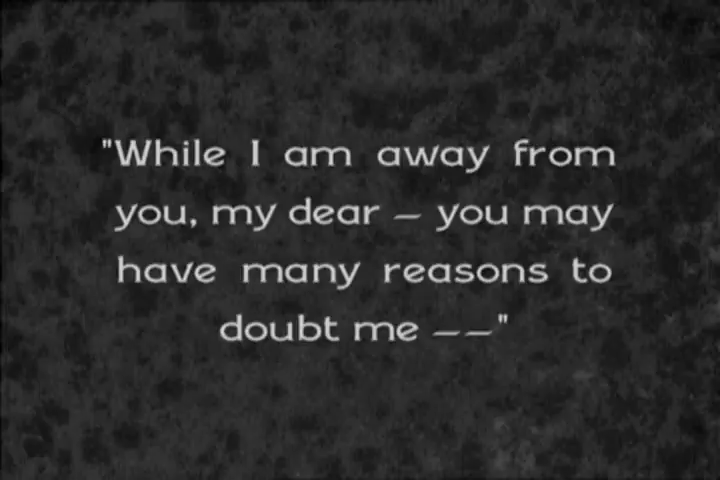 "While I am away from
you, my dear – you may
have many reasons to
doubt me ––"